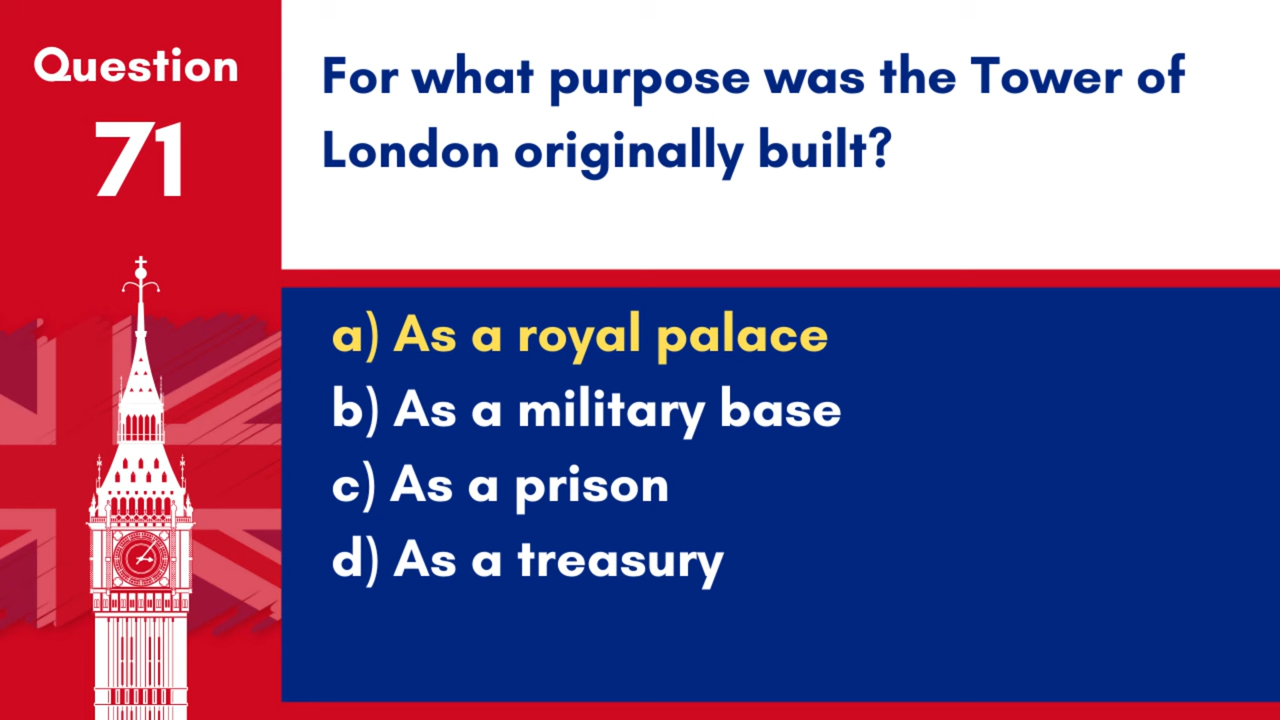 Question
71
For what purpose was the Tower of
London originally built?
a) As a royal palace
b) As a military base
c) As a prison
d) As a treasury